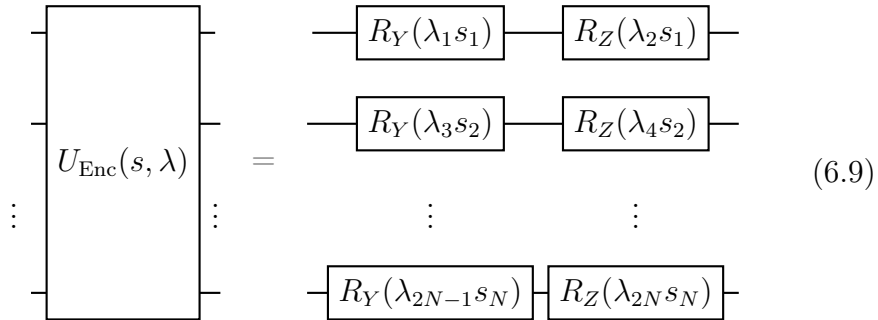 R_Y(λ_1 s_1) R_Z(λ_2 s_1)
R_Y(λ_3 s_2) R_Z(λ_4 s_2)
U_Enc(s, λ) = (6.9)
⋮ ⋮ ⋮ ⋮
R_Y(λ_{2N−1} s_N) R_Z(λ_{2N} s_N)